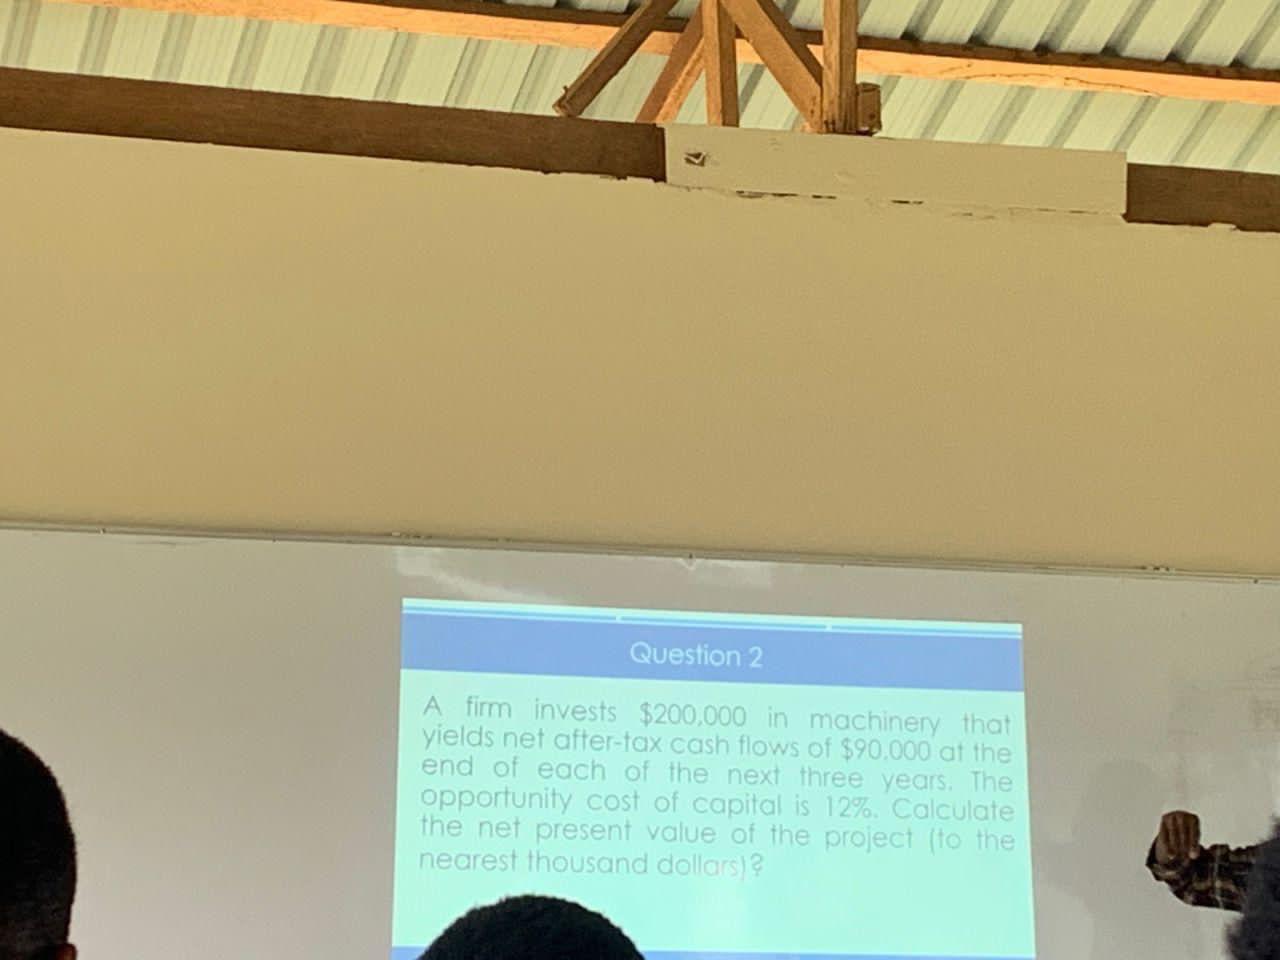 Question 2
A firm invests $200,000 in machinery that
yields net after-tax cash flows of $90,000 at the
end of each of the next three years. The
opportunity cost of capital is 12%. Calculate
the net present value of the project (to the
nearest thousand dollars)?